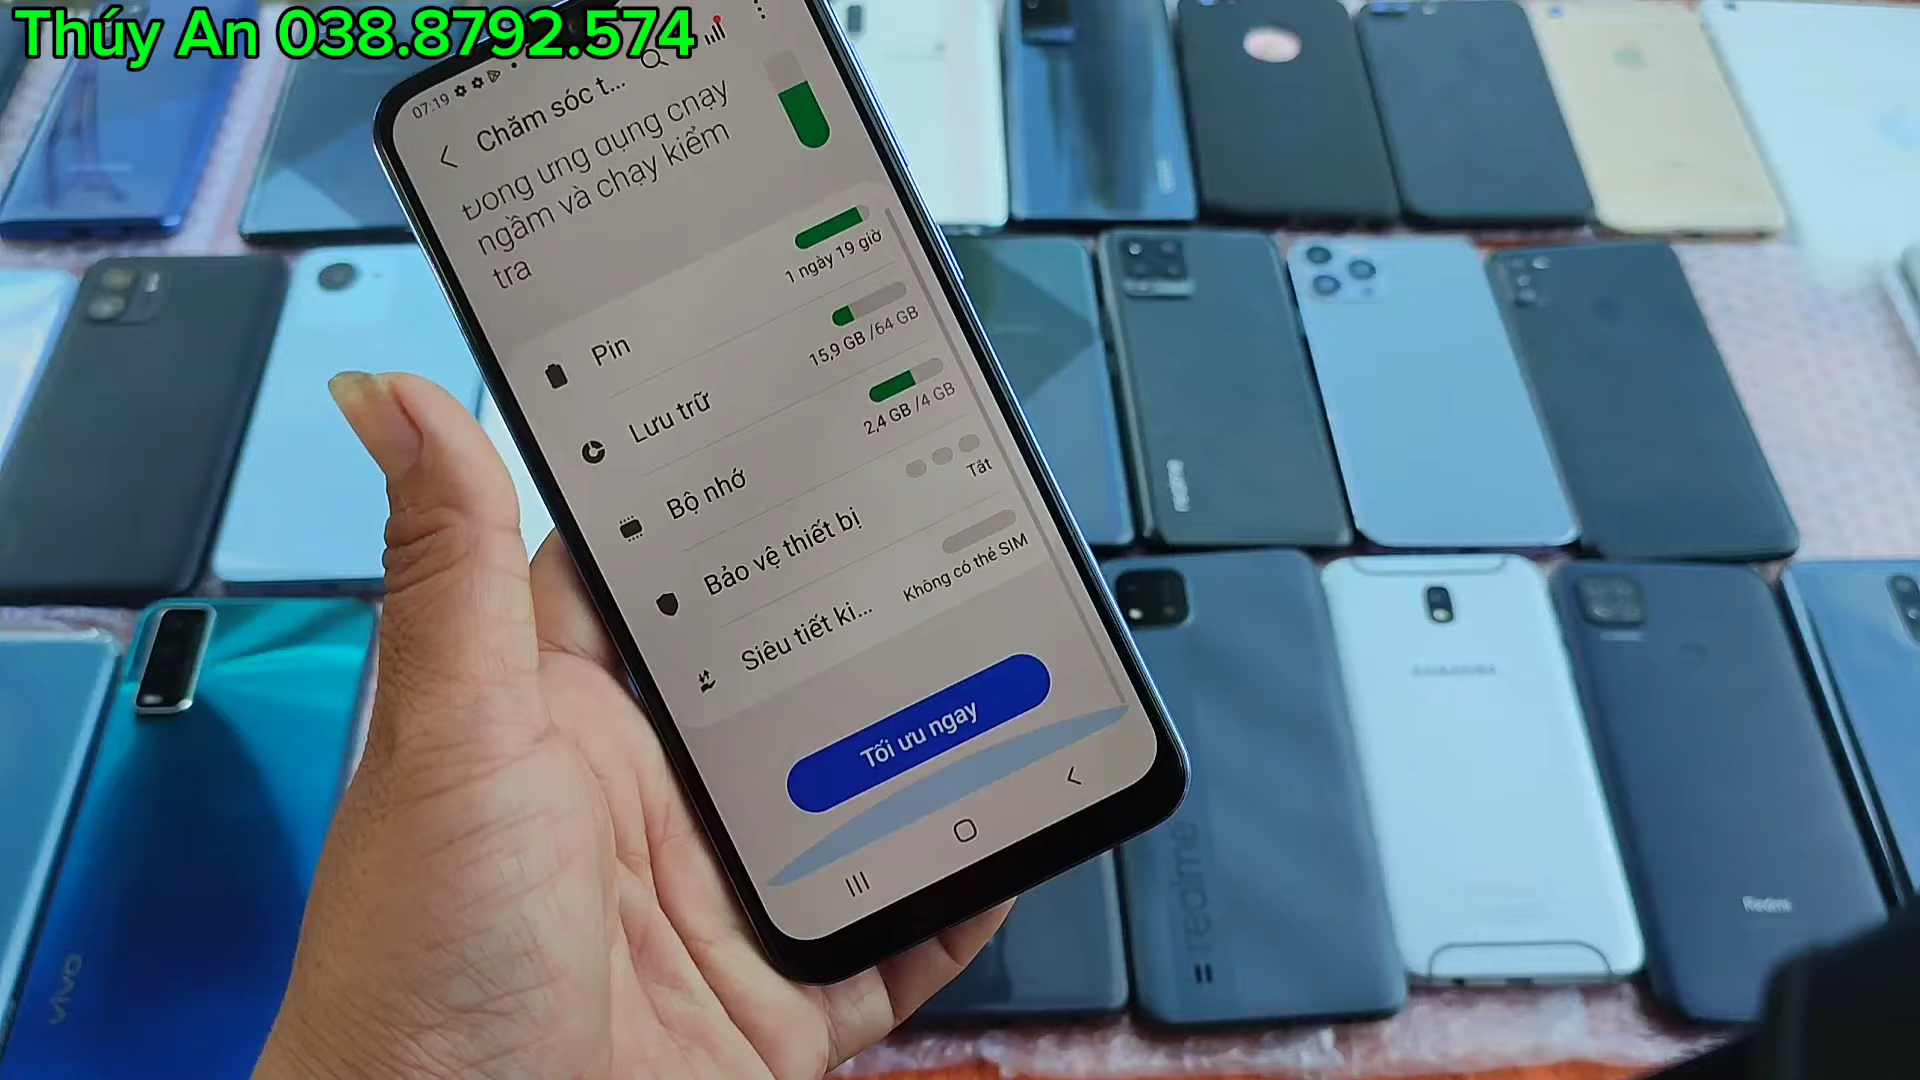 Thúy An 038.8792.574
07:19
Chăm sóc t...
Đóng ứng dụng chạy
ngầm và chạy kiểm
tra
Pin
1 ngày 19 giờ
Lưu trữ
15,9 GB /64 GB
Bộ nhớ
2,4 GB /4 GB
Bảo vệ thiết bị
Tắt
Siêu tiết ki...
Không có thẻ SIM
Tối ưu ngay
realme
realme
SAMSUNG
Redmi
vivo